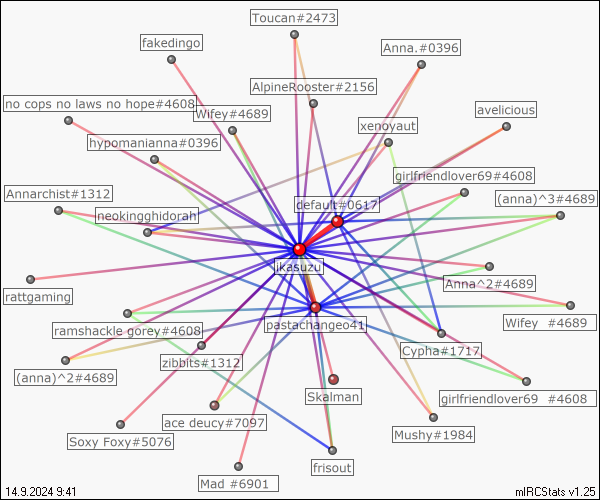 Toucan#2473
fakedingo
Anna.#0396
AlpineRooster#2156
no cops no laws no hope#4608
Wifey#4689
avelicious
xenoyaut
hypomanianna#0396
girlfriendlover69#4608
Annarchist#1312
(anna)^3#4689
default#0617
neokingghidorah
ikasuzu
Anna^2#4689
rattgaming
pastachangeo41
Wifey #4689
ramshackle gorey#4608
Cypha#1717
zibbits#1312
(anna)^2#4689
Skalman
girlfriendlover69 #4608
ace deucy#7097
Mushy#1984
Soxy Foxy#5076
frisout
Mad #6901
14.9.2024 9:41
mIRCStats v1.25